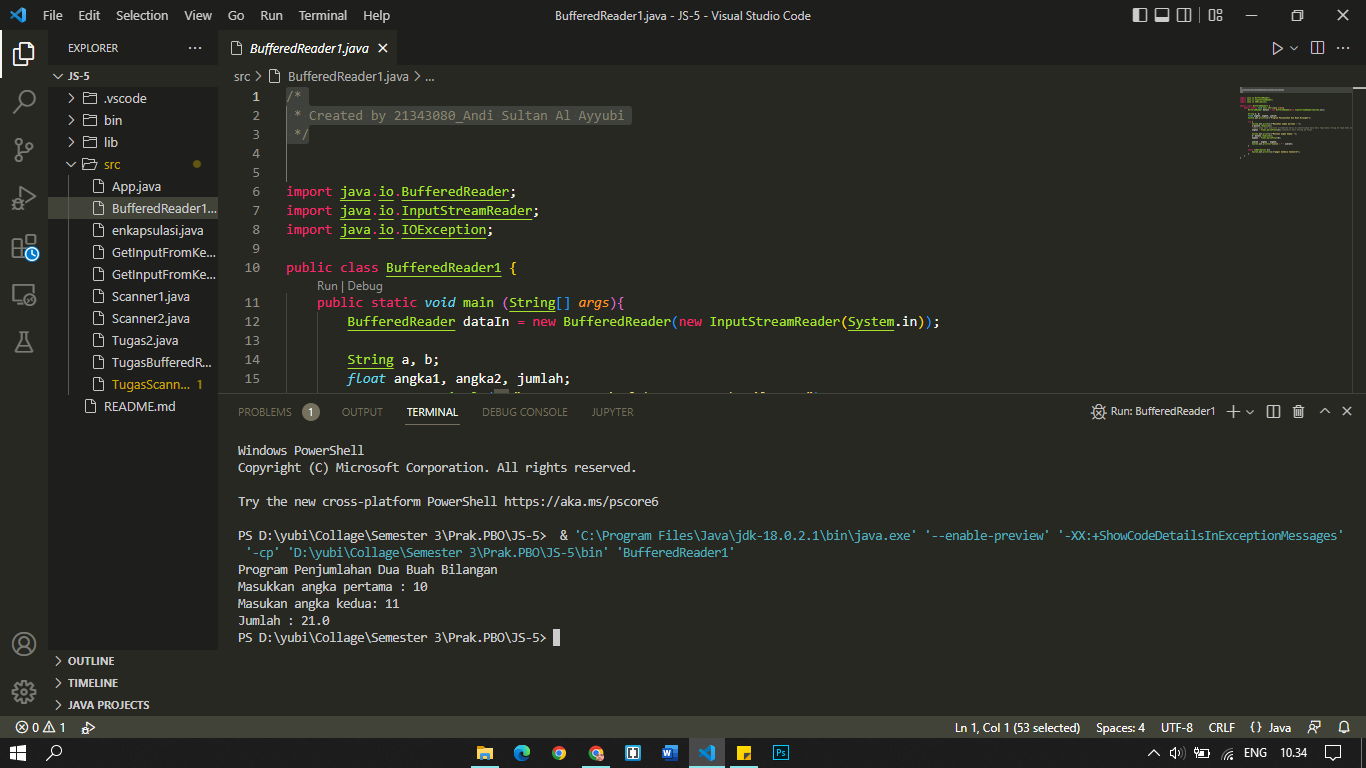 File Edit Selection View Go Run Terminal Help
BufferedReader1.java - JS-5 - Visual Studio Code
EXPLORER
JS-5
.vscode
bin
lib
src
App.java
BufferedReader1...
enkapsulasi.java
GetInputFromKe...
GetInputFromKe...
Scanner1.java
Scanner2.java
Tugas2.java
TugasBufferedR...
TugasScann... 1
README.md
OUTLINE
TIMELINE
JAVA PROJECTS
BufferedReader1.java
src > BufferedReader1.java > ...
1 /*
2 * Created by 21343080_Andi Sultan Al Ayyubi
3 */
4
5
6 import java.io.BufferedReader;
7 import java.io.InputStreamReader;
8 import java.io.IOException;
9
10 public class BufferedReader1 {
Run | Debug
11 public static void main (String[] args){
12 BufferedReader dataIn = new BufferedReader(new InputStreamReader(System.in));
13
14 String a, b;
15 float angka1, angka2, jumlah;
PROBLEMS 1 OUTPUT TERMINAL DEBUG CONSOLE JUPYTER
Run: BufferedReader1
Windows PowerShell
Copyright (C) Microsoft Corporation. All rights reserved.
Try the new cross-platform PowerShell https://aka.ms/pscore6
PS D:\yubi\Collage\Semester 3\Prak.PBO\JS-5> & 'C:\Program Files\Java\jdk-18.0.2.1\bin\java.exe' '--enable-preview' '-XX:+ShowCodeDetailsInExceptionMessages'
'-cp' 'D:\yubi\Collage\Semester 3\Prak.PBO\JS-5\bin' 'BufferedReader1'
Program Penjumlahan Dua Buah Bilangan
Masukkan angka pertama : 10
Masukan angka kedua: 11
Jumlah : 21.0
PS D:\yubi\Collage\Semester 3\Prak.PBO\JS-5>
0 1
Ln 1, Col 1 (53 selected) Spaces: 4 UTF-8 CRLF {} Java
W Ps ENG 10.34